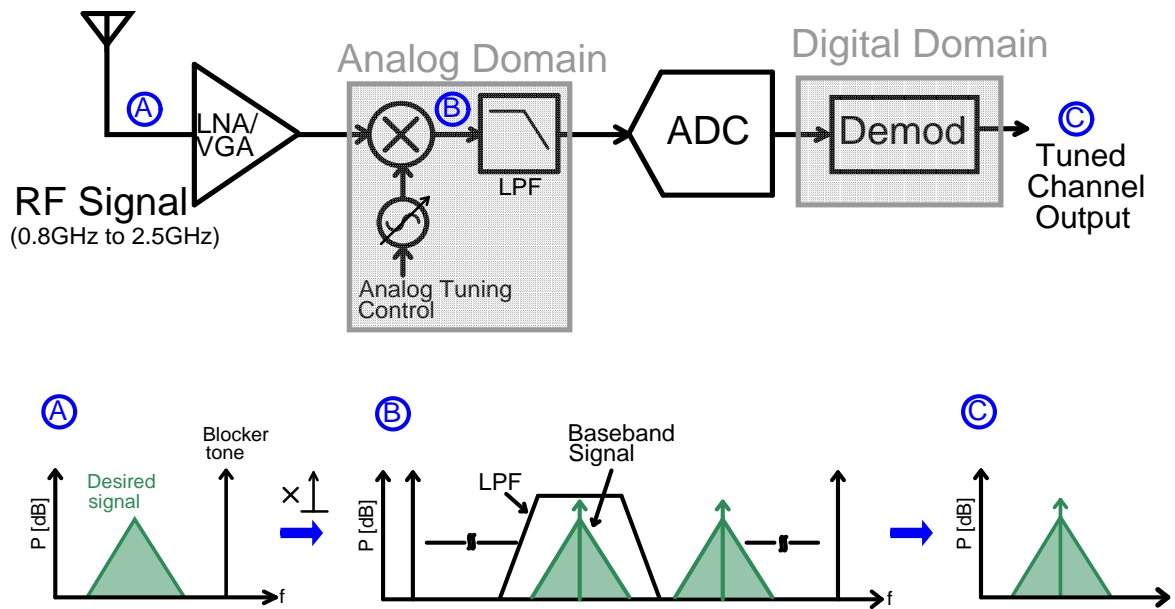 Analog Domain
Digital Domain
A
B
C
LNA/
VGA
LPF
ADC
Demod
Tuned
Channel
Output
RF Signal
(0.8GHz to 2.5GHz)
Analog Tuning
Control
A
P [dB]
Desired
signal
Blocker
tone
f
×
B
P [dB]
LPF
Baseband
Signal
f
C
P [dB]